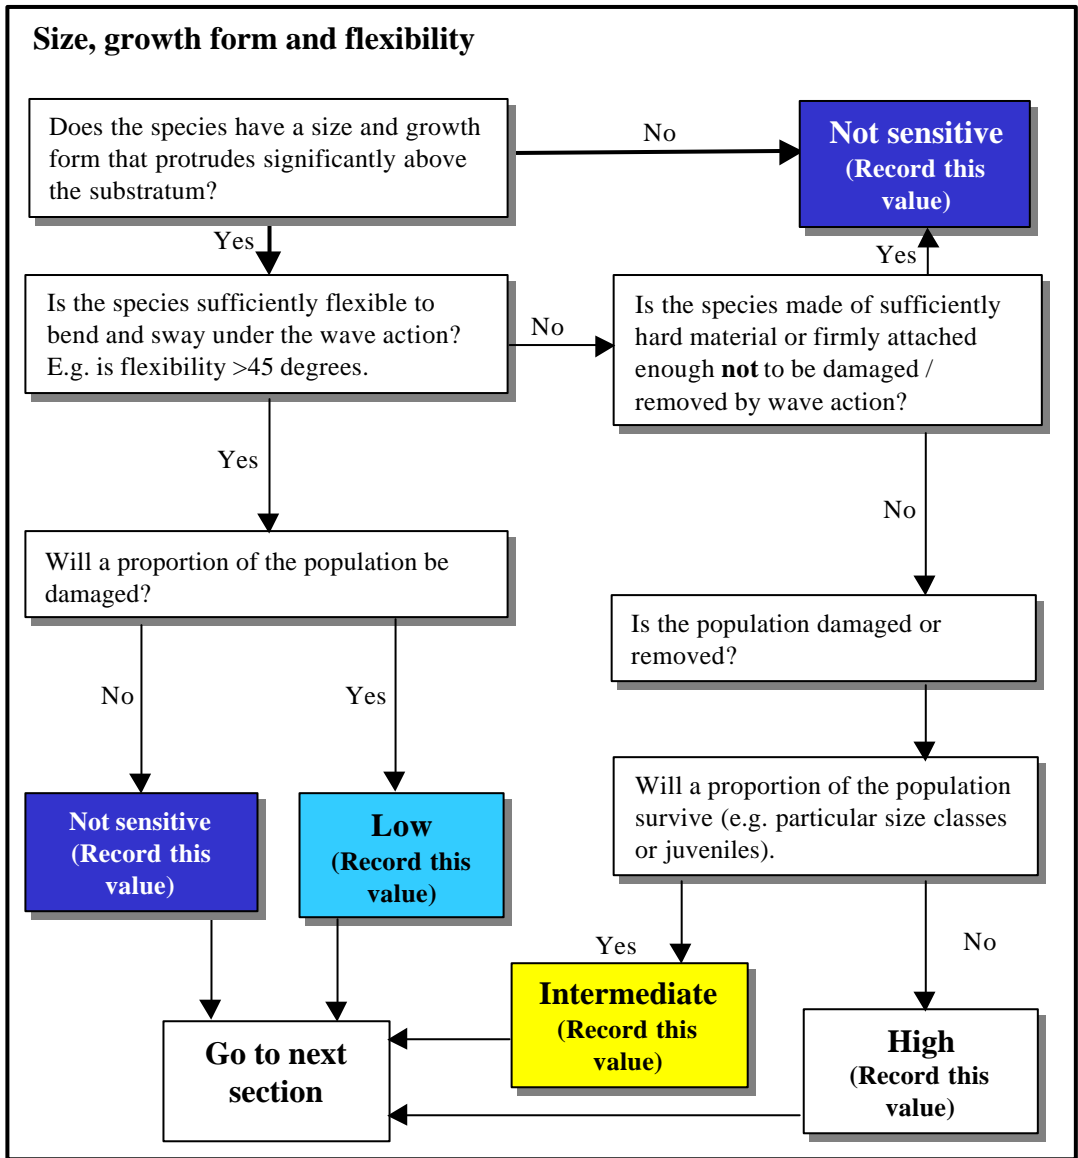 Size, growth form and flexibility
Does the species have a size and growth
form that protrudes significantly above
the substratum?
No
Not sensitive
(Record this
value)
Yes
Yes
Is the species sufficiently flexible to
bend and sway under the wave action?
E.g. is flexibility >45 degrees.
No
Is the species made of sufficiently
hard material or firmly attached
enough not to be damaged /
removed by wave action?
Yes
No
Will a proportion of the population be
damaged?
Is the population damaged or
removed?
No
Yes
Will a proportion of the population
survive (e.g. particular size classes
or juveniles).
Not sensitive
(Record this
value)
Low
(Record this
value)
Yes
No
Intermediate
(Record this
value)
High
(Record this
value)
Go to next
section